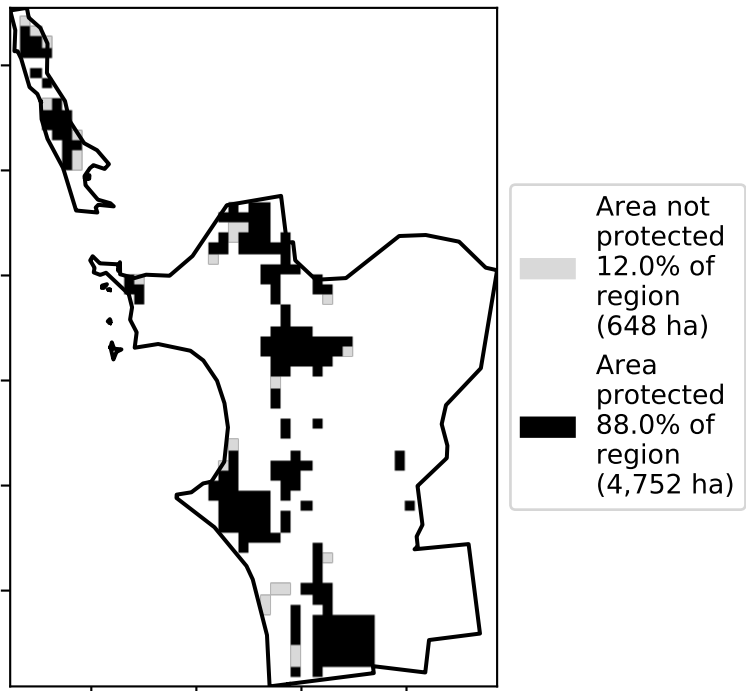 Area not
protected
12.0% of
region
(648 ha)
Area
protected
88.0% of
region
(4,752 ha)